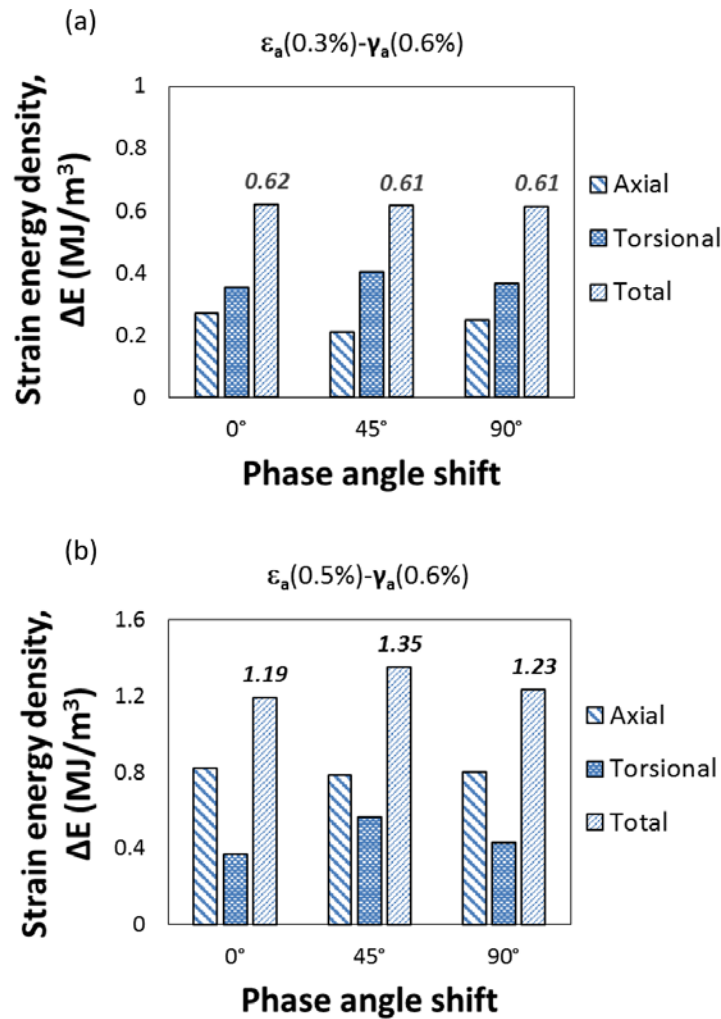 (a)
εa(0.3%)-γa(0.6%)
Strain energy density,
ΔE (MJ/m³)
1
0.8
0.6
0.4
0.2
0
0.62
0.61
0.61
Axial
Torsional
Total
0° 45° 90°
Phase angle shift
(b)
εa(0.5%)-γa(0.6%)
Strain energy density,
ΔE (MJ/m³)
1.6
1.2
0.8
0.4
0
1.19
1.35
1.23
Axial
Torsional
Total
0° 45° 90°
Phase angle shift